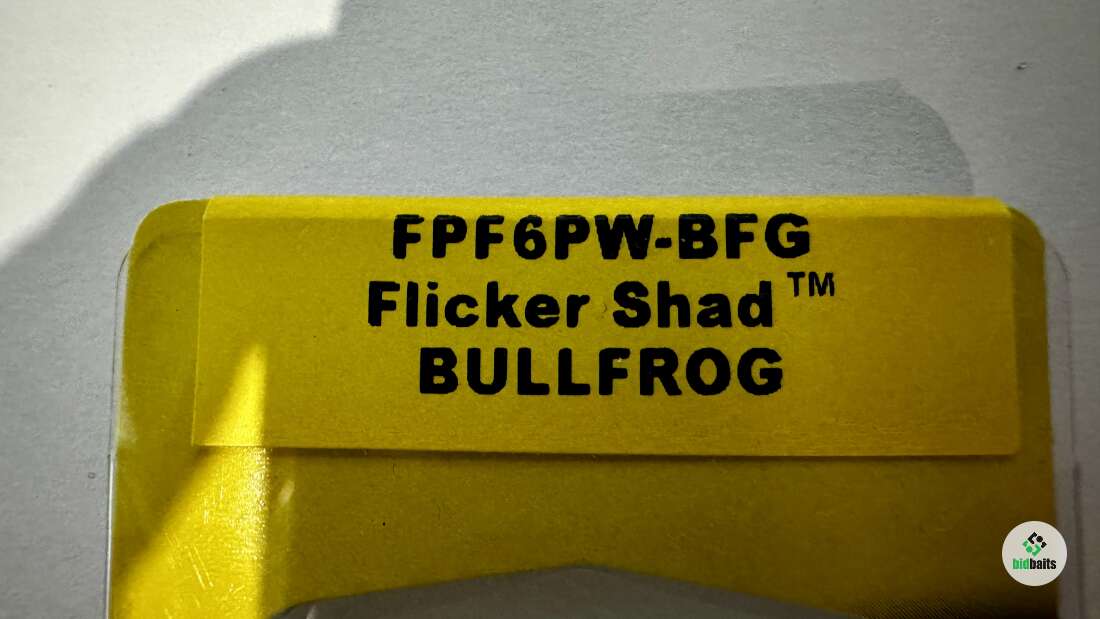 FPF6PW-BFG
Flicker Shad™
BULLFROG
bidbaits